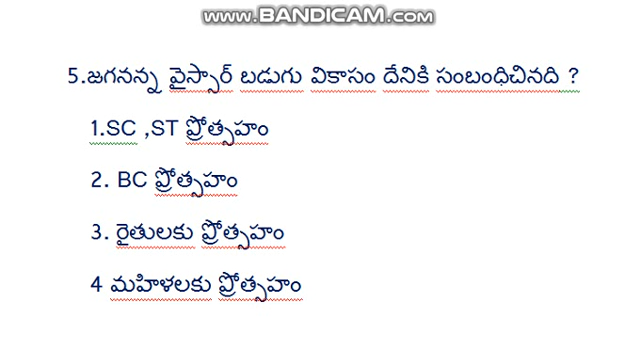 www.BANDICAM.com
5.జగనన్న వైస్సార్ బడుగు వికాసం దేనికి సంబంధిచినది ?
1.SC ,ST ప్రోత్సహం
2. BC ప్రోత్సహం
3. రైతులకు ప్రోత్సహం
4 మహిళలకు ప్రోత్సహం